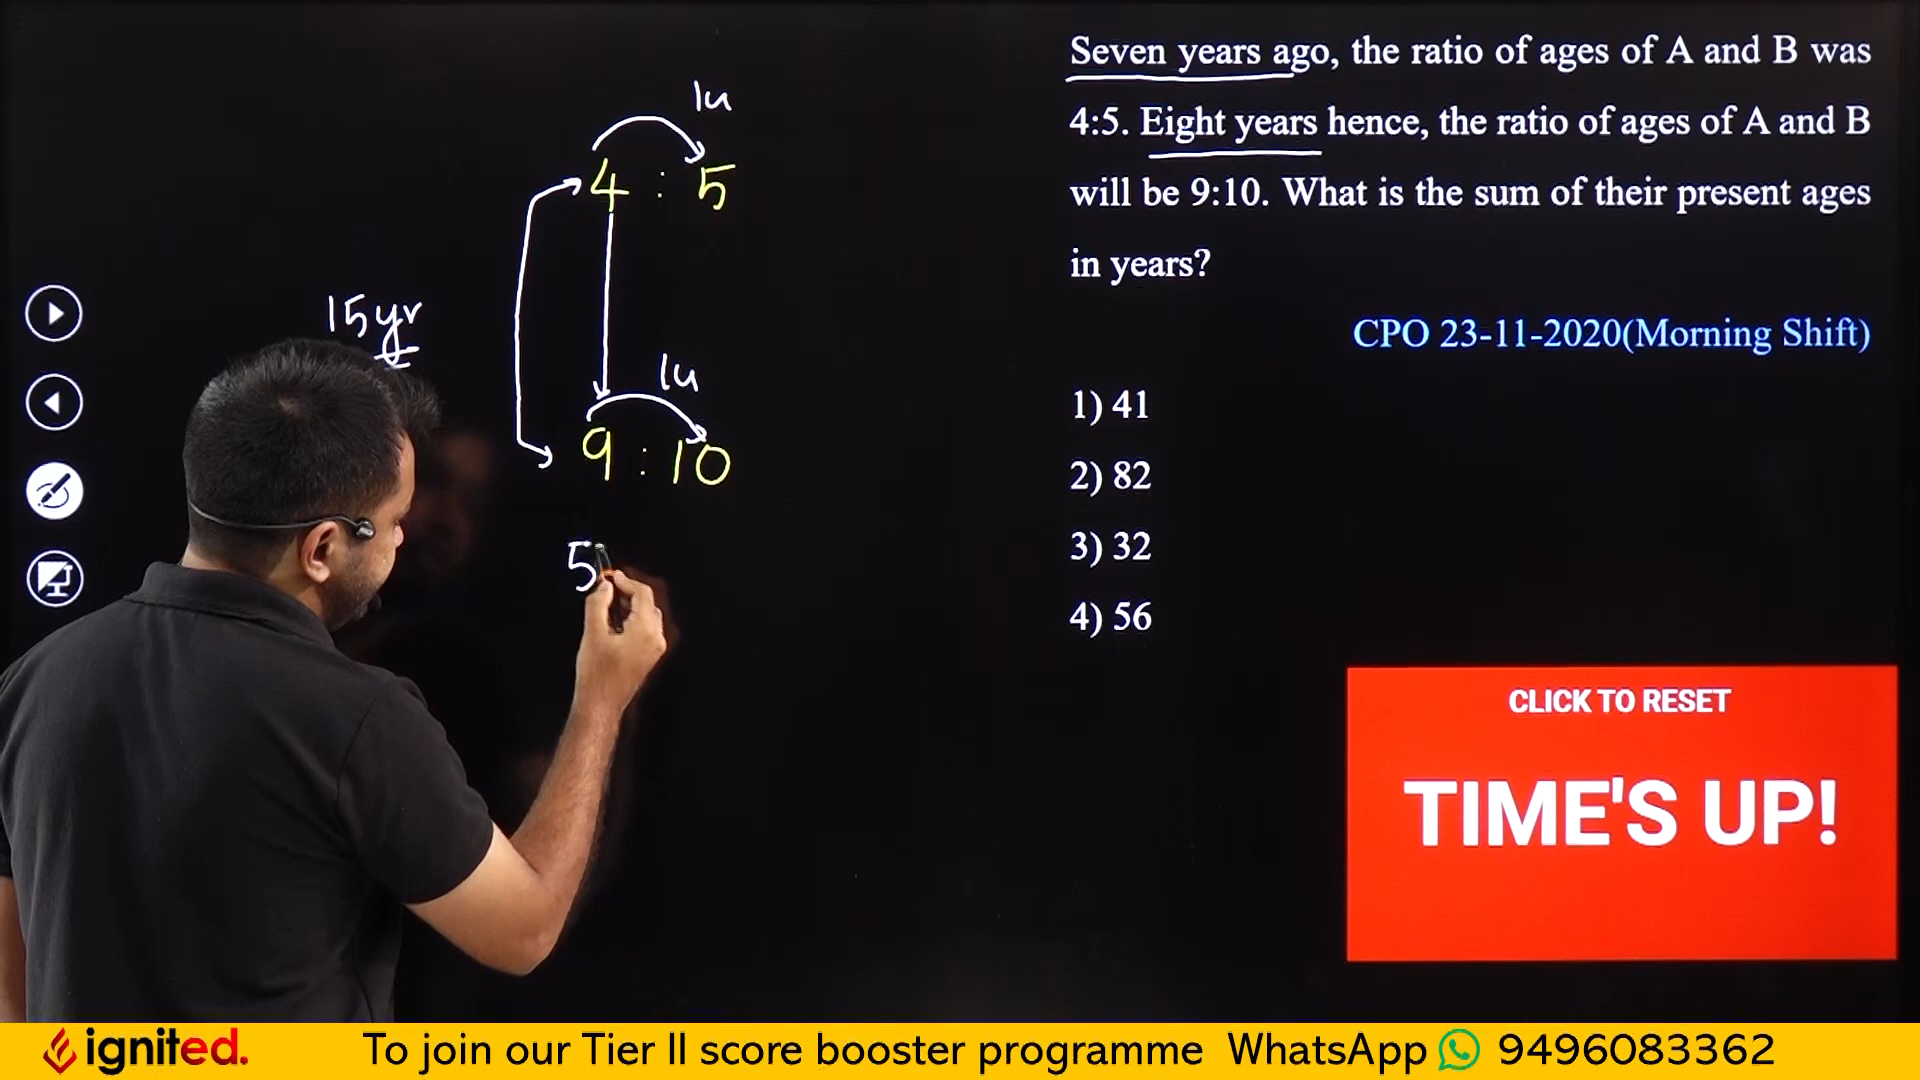 Seven years ago, the ratio of ages of A and B was
4:5. Eight years hence, the ratio of ages of A and B
will be 9:10. What is the sum of their present ages
in years?
CPO 23-11-2020(Morning Shift)
1) 41
2) 82
3) 32
4) 56
1u
4 : 5
15yr
1u
9 : 10
5
CLICK TO RESET
TIME'S UP!
ignited. To join our Tier II score booster programme WhatsApp 9496083362